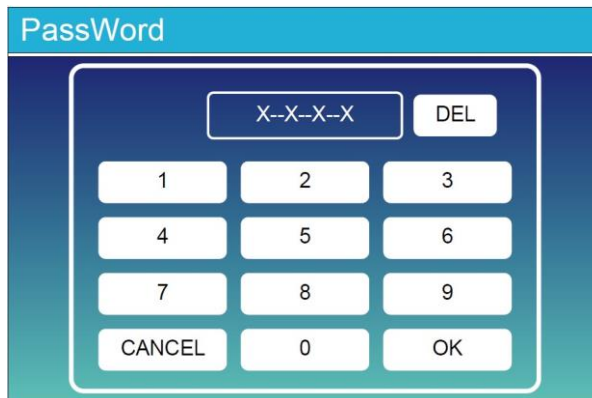 PassWord
X--X--X--X DEL
1 2 3
4 5 6
7 8 9
CANCEL 0 OK